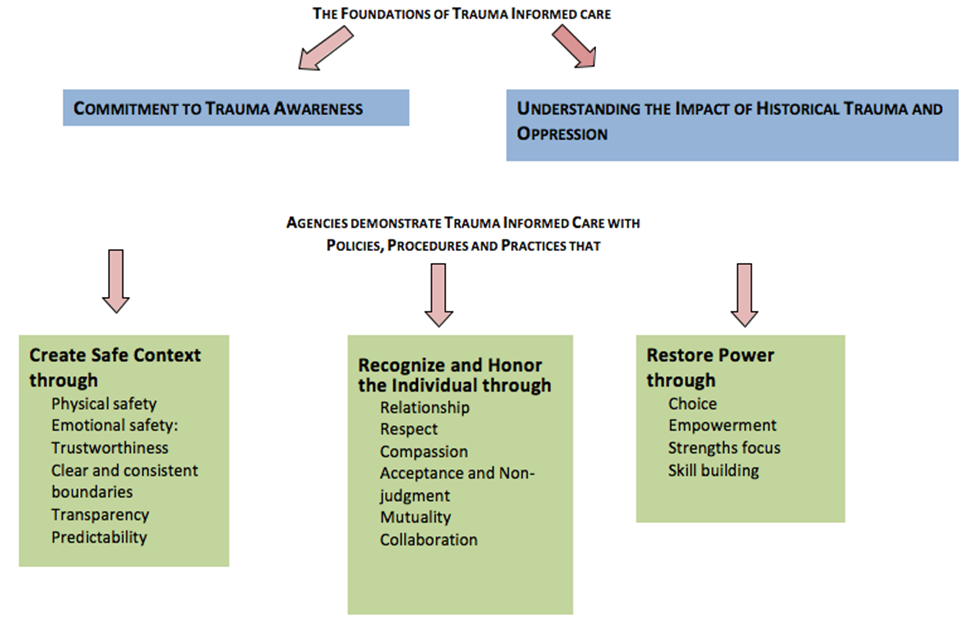 THE FOUNDATIONS OF TRAUMA INFORMED CARE
COMMITMENT TO TRAUMA AWARENESS
UNDERSTANDING THE IMPACT OF HISTORICAL TRAUMA AND
OPPRESSION
AGENCIES DEMONSTRATE TRAUMA INFORMED CARE WITH
POLICIES, PROCEDURES AND PRACTICES THAT
Create Safe Context
through
Physical safety
Emotional safety:
Trustworthiness
Clear and consistent
boundaries
Transparency
Predictability
Recognize and Honor
the Individual through
Relationship
Respect
Compassion
Acceptance and Non-
judgment
Mutuality
Collaboration
Restore Power
through
Choice
Empowerment
Strengths focus
Skill building